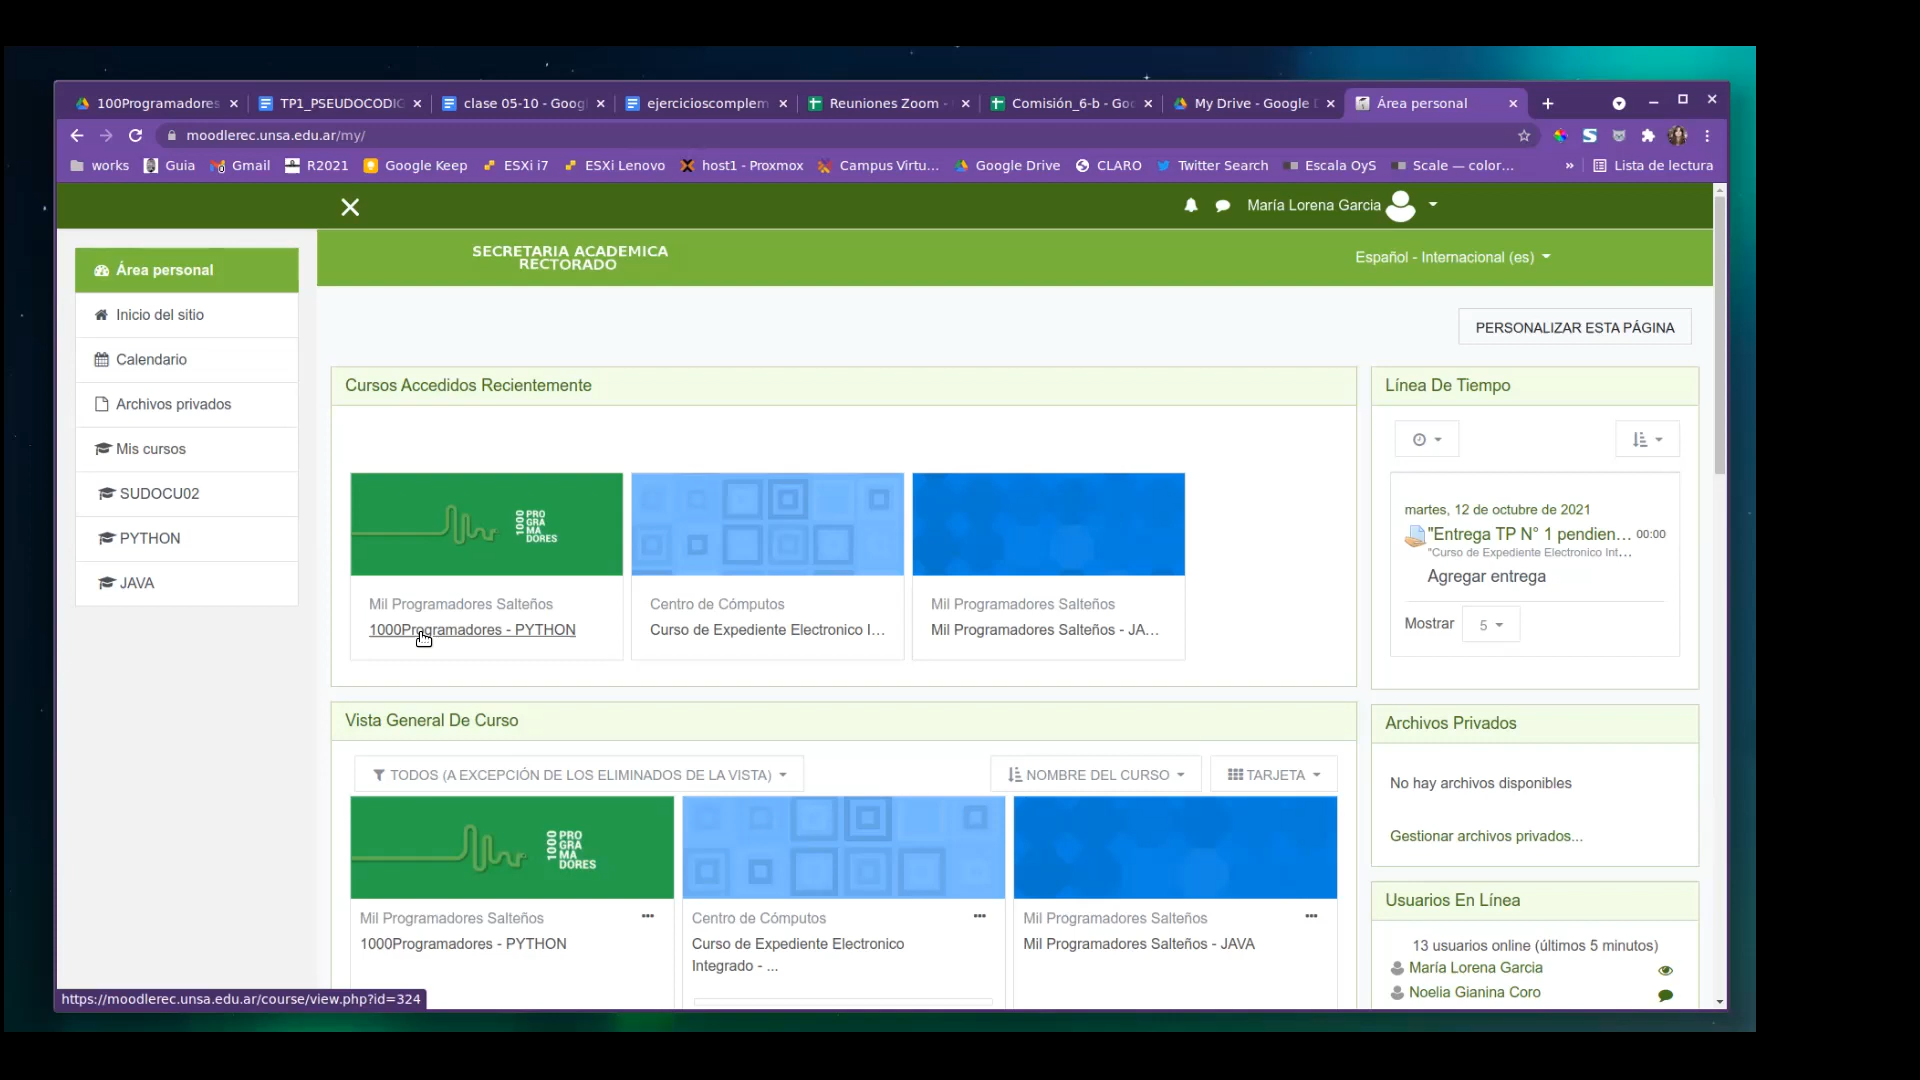 100Programadores
TP1_PSEUDOCODIG
clase 05-10 - Goog
ejercicioscomplem
Reuniones Zoom -
Comisión_6-b - Goo
My Drive - Google D
Área personal
moodlerec.unsa.edu.ar/my/
works
Guia
Gmail
R2021
Google Keep
ESXi i7
ESXi Lenovo
host1 - Proxmox
Campus Virtu...
Google Drive
CLARO
Twitter Search
Escala OyS
Scale — color...
»
Lista de lectura
María Lorena Garcia
SECRETARIA ACADEMICA
RECTORADO
Español - Internacional (es)
Área personal
Inicio del sitio
Calendario
Archivos privados
Mis cursos
SUDOCU02
PYTHON
JAVA
PERSONALIZAR ESTA PÁGINA
Cursos Accedidos Recientemente
1000
PRO
GRA
MA
DORES
Mil Programadores Salteños
1000Programadores - PYTHON
Centro de Cómputos
Curso de Expediente Electronico I...
Mil Programadores Salteños
Mil Programadores Salteños - JA...
Línea De Tiempo
martes, 12 de octubre de 2021
"Entrega TP N° 1 pendien... 00:00
"Curso de Expediente Electronico Int...
Agregar entrega
Mostrar 5
Vista General De Curso
TODOS (A EXCEPCIÓN DE LOS ELIMINADOS DE LA VISTA)
NOMBRE DEL CURSO
TARJETA
1000
PRO
GRA
MA
DORES
Mil Programadores Salteños
1000Programadores - PYTHON
Centro de Cómputos
Curso de Expediente Electronico
Integrado - ...
Mil Programadores Salteños
Mil Programadores Salteños - JAVA
Archivos Privados
No hay archivos disponibles
Gestionar archivos privados...
Usuarios En Línea
13 usuarios online (últimos 5 minutos)
María Lorena Garcia
Noelia Gianina Coro
https://moodlerec.unsa.edu.ar/course/view.php?id=324